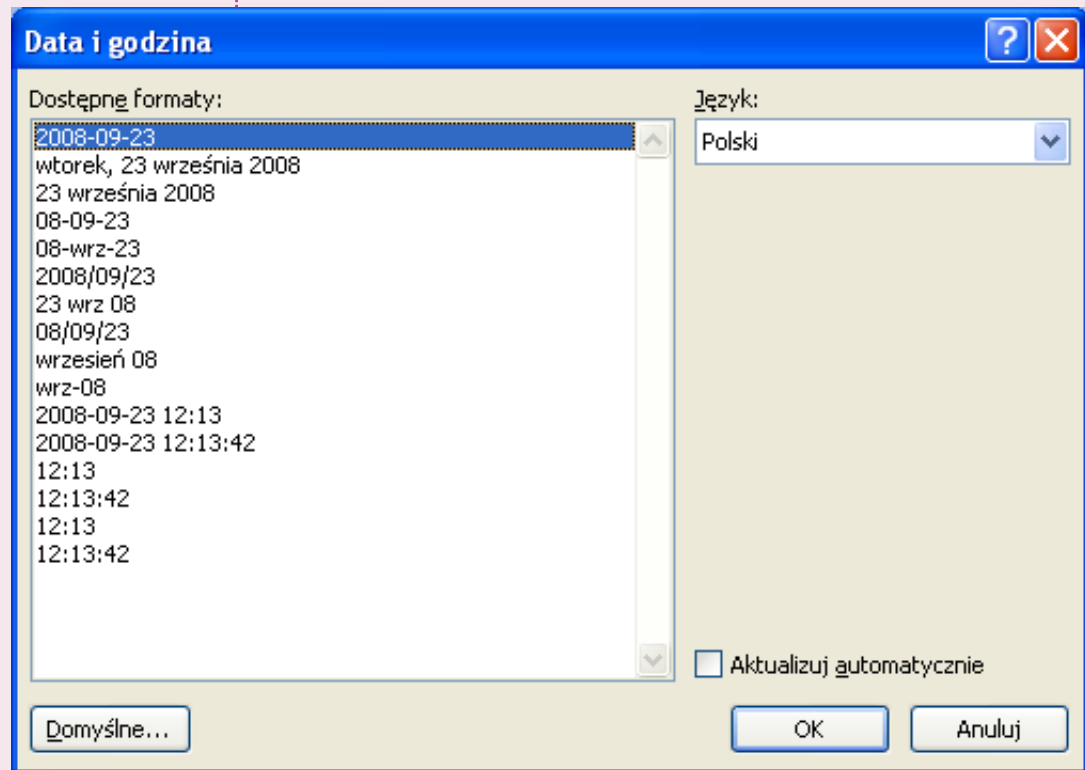 Data i godzina
Dostępne formaty:
2008-09-23
wtorek, 23 września 2008
23 września 2008
08-09-23
08-wrz-23
2008/09/23
23 wrz 08
08/09/23
wrzesień 08
wrz-08
2008-09-23 12:13
2008-09-23 12:13:42
12:13
12:13:42
12:13
12:13:42
Język:
Polski
Aktualizuj automatycznie
Domyślne...
OK
Anuluj